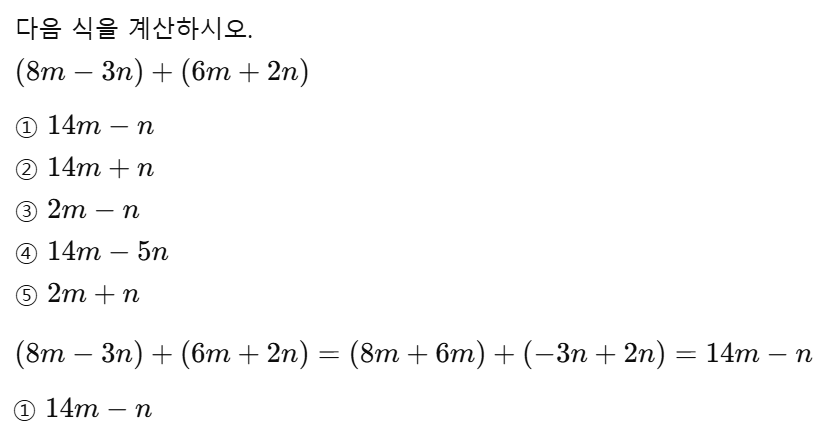 다음 식을 계산하시오.
(8m − 3n) + (6m + 2n)
① 14m − n
② 14m + n
③ 2m − n
④ 14m − 5n
⑤ 2m + n
(8m − 3n) + (6m + 2n) = (8m + 6m) + (−3n + 2n) = 14m − n
① 14m − n